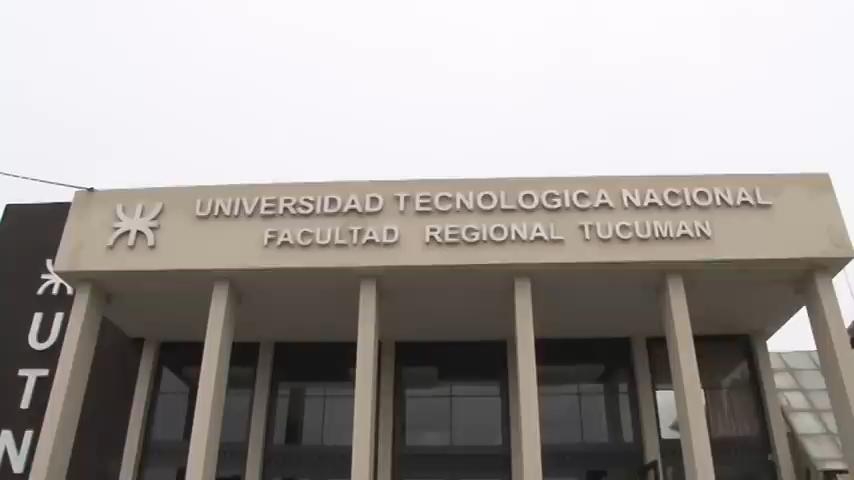 UNIVERSIDAD TECNOLOGICA NACIONAL
FACULTAD REGIONAL TUCUMAN
U
T
N